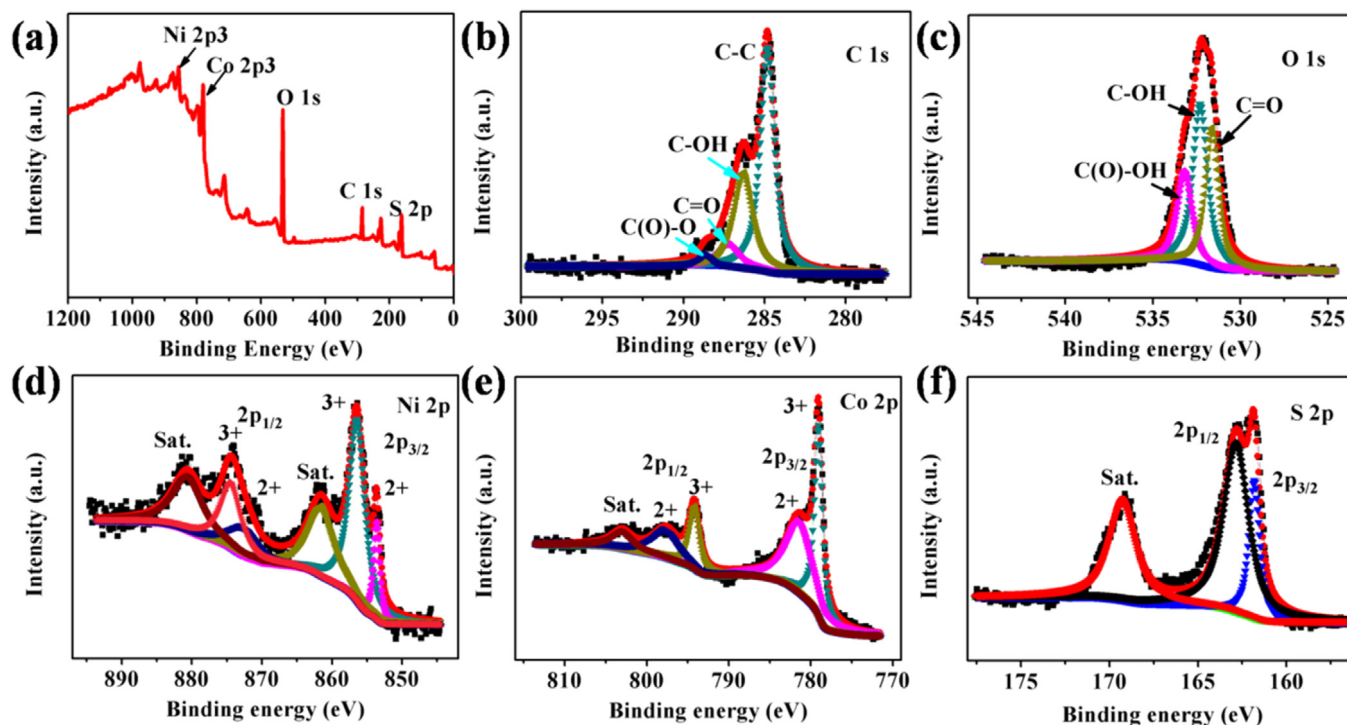 (a)
Ni 2p3
Co 2p3
O 1s
C 1s
S 2p
Intensity (a.u.)
1200 1000 800 600 400 200 0
Binding Energy (eV)
(b)
C-C
C 1s
C-OH
C=O
C(O)-O
Intensity (a.u.)
300 295 290 285 280
Binding energy (eV)
(c)
O 1s
C-OH
C=O
C(O)-OH
Intensity (a.u.)
545 540 535 530 525
Binding energy (eV)
(d)
Ni 2p
3+
2p1/2
3+
Sat.
2p3/2
Sat.
2+
2+
Intensity (a.u.)
890 880 870 860 850
Binding energy (eV)
(e)
Co 2p
3+
2p1/2
2p3/2
3+
2+
2+
Sat.
Intensity (a.u.)
810 800 790 780 770
Binding energy (eV)
(f)
S 2p
2p1/2
2p3/2
Sat.
Intensity (a.u.)
175 170 165 160
Binding energy (eV)